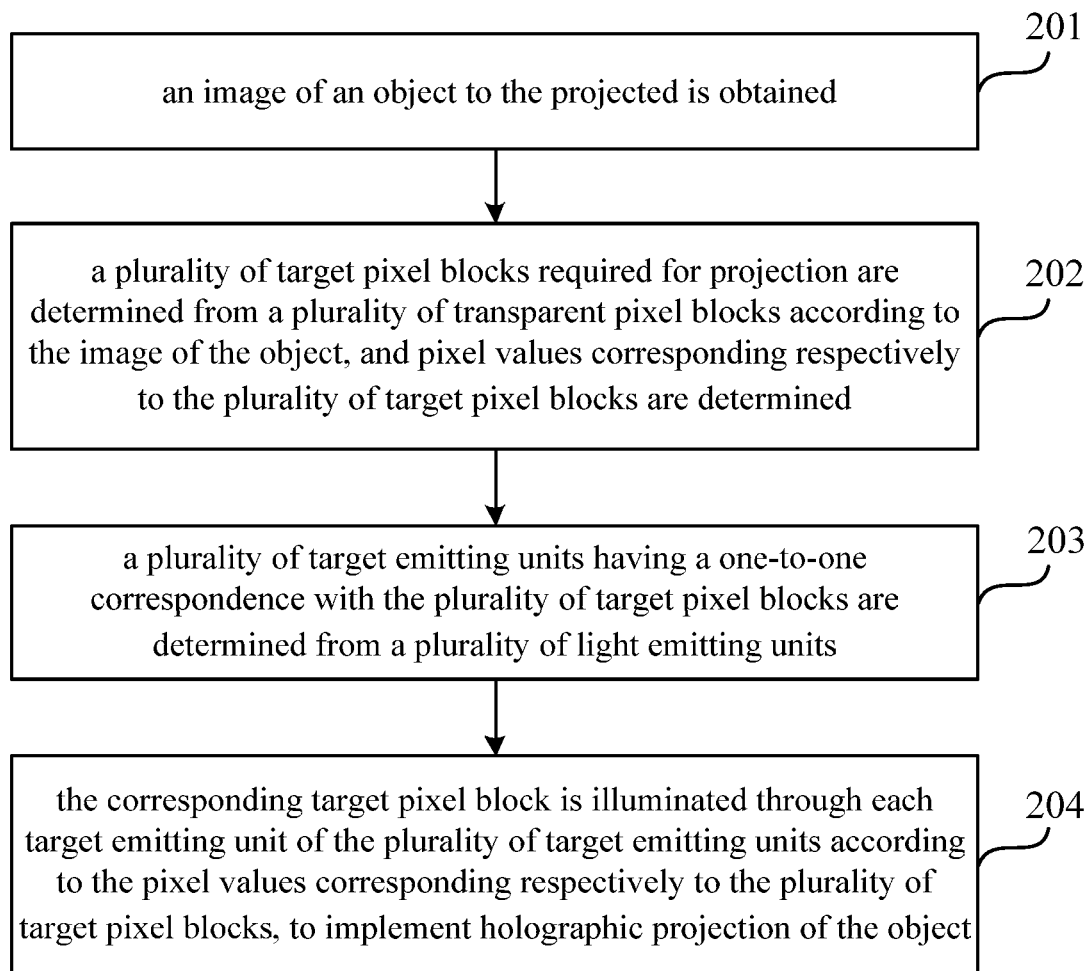 201
an image of an object to the projected is obtained
202
a plurality of target pixel blocks required for projection are
determined from a plurality of transparent pixel blocks according to
the image of the object, and pixel values corresponding respectively
to the plurality of target pixel blocks are determined
203
a plurality of target emitting units having a one-to-one
correspondence with the plurality of target pixel blocks are
determined from a plurality of light emitting units
204
the corresponding target pixel block is illuminated through each
target emitting unit of the plurality of target emitting units according
to the pixel values corresponding respectively to the plurality of
target pixel blocks, to implement holographic projection of the object